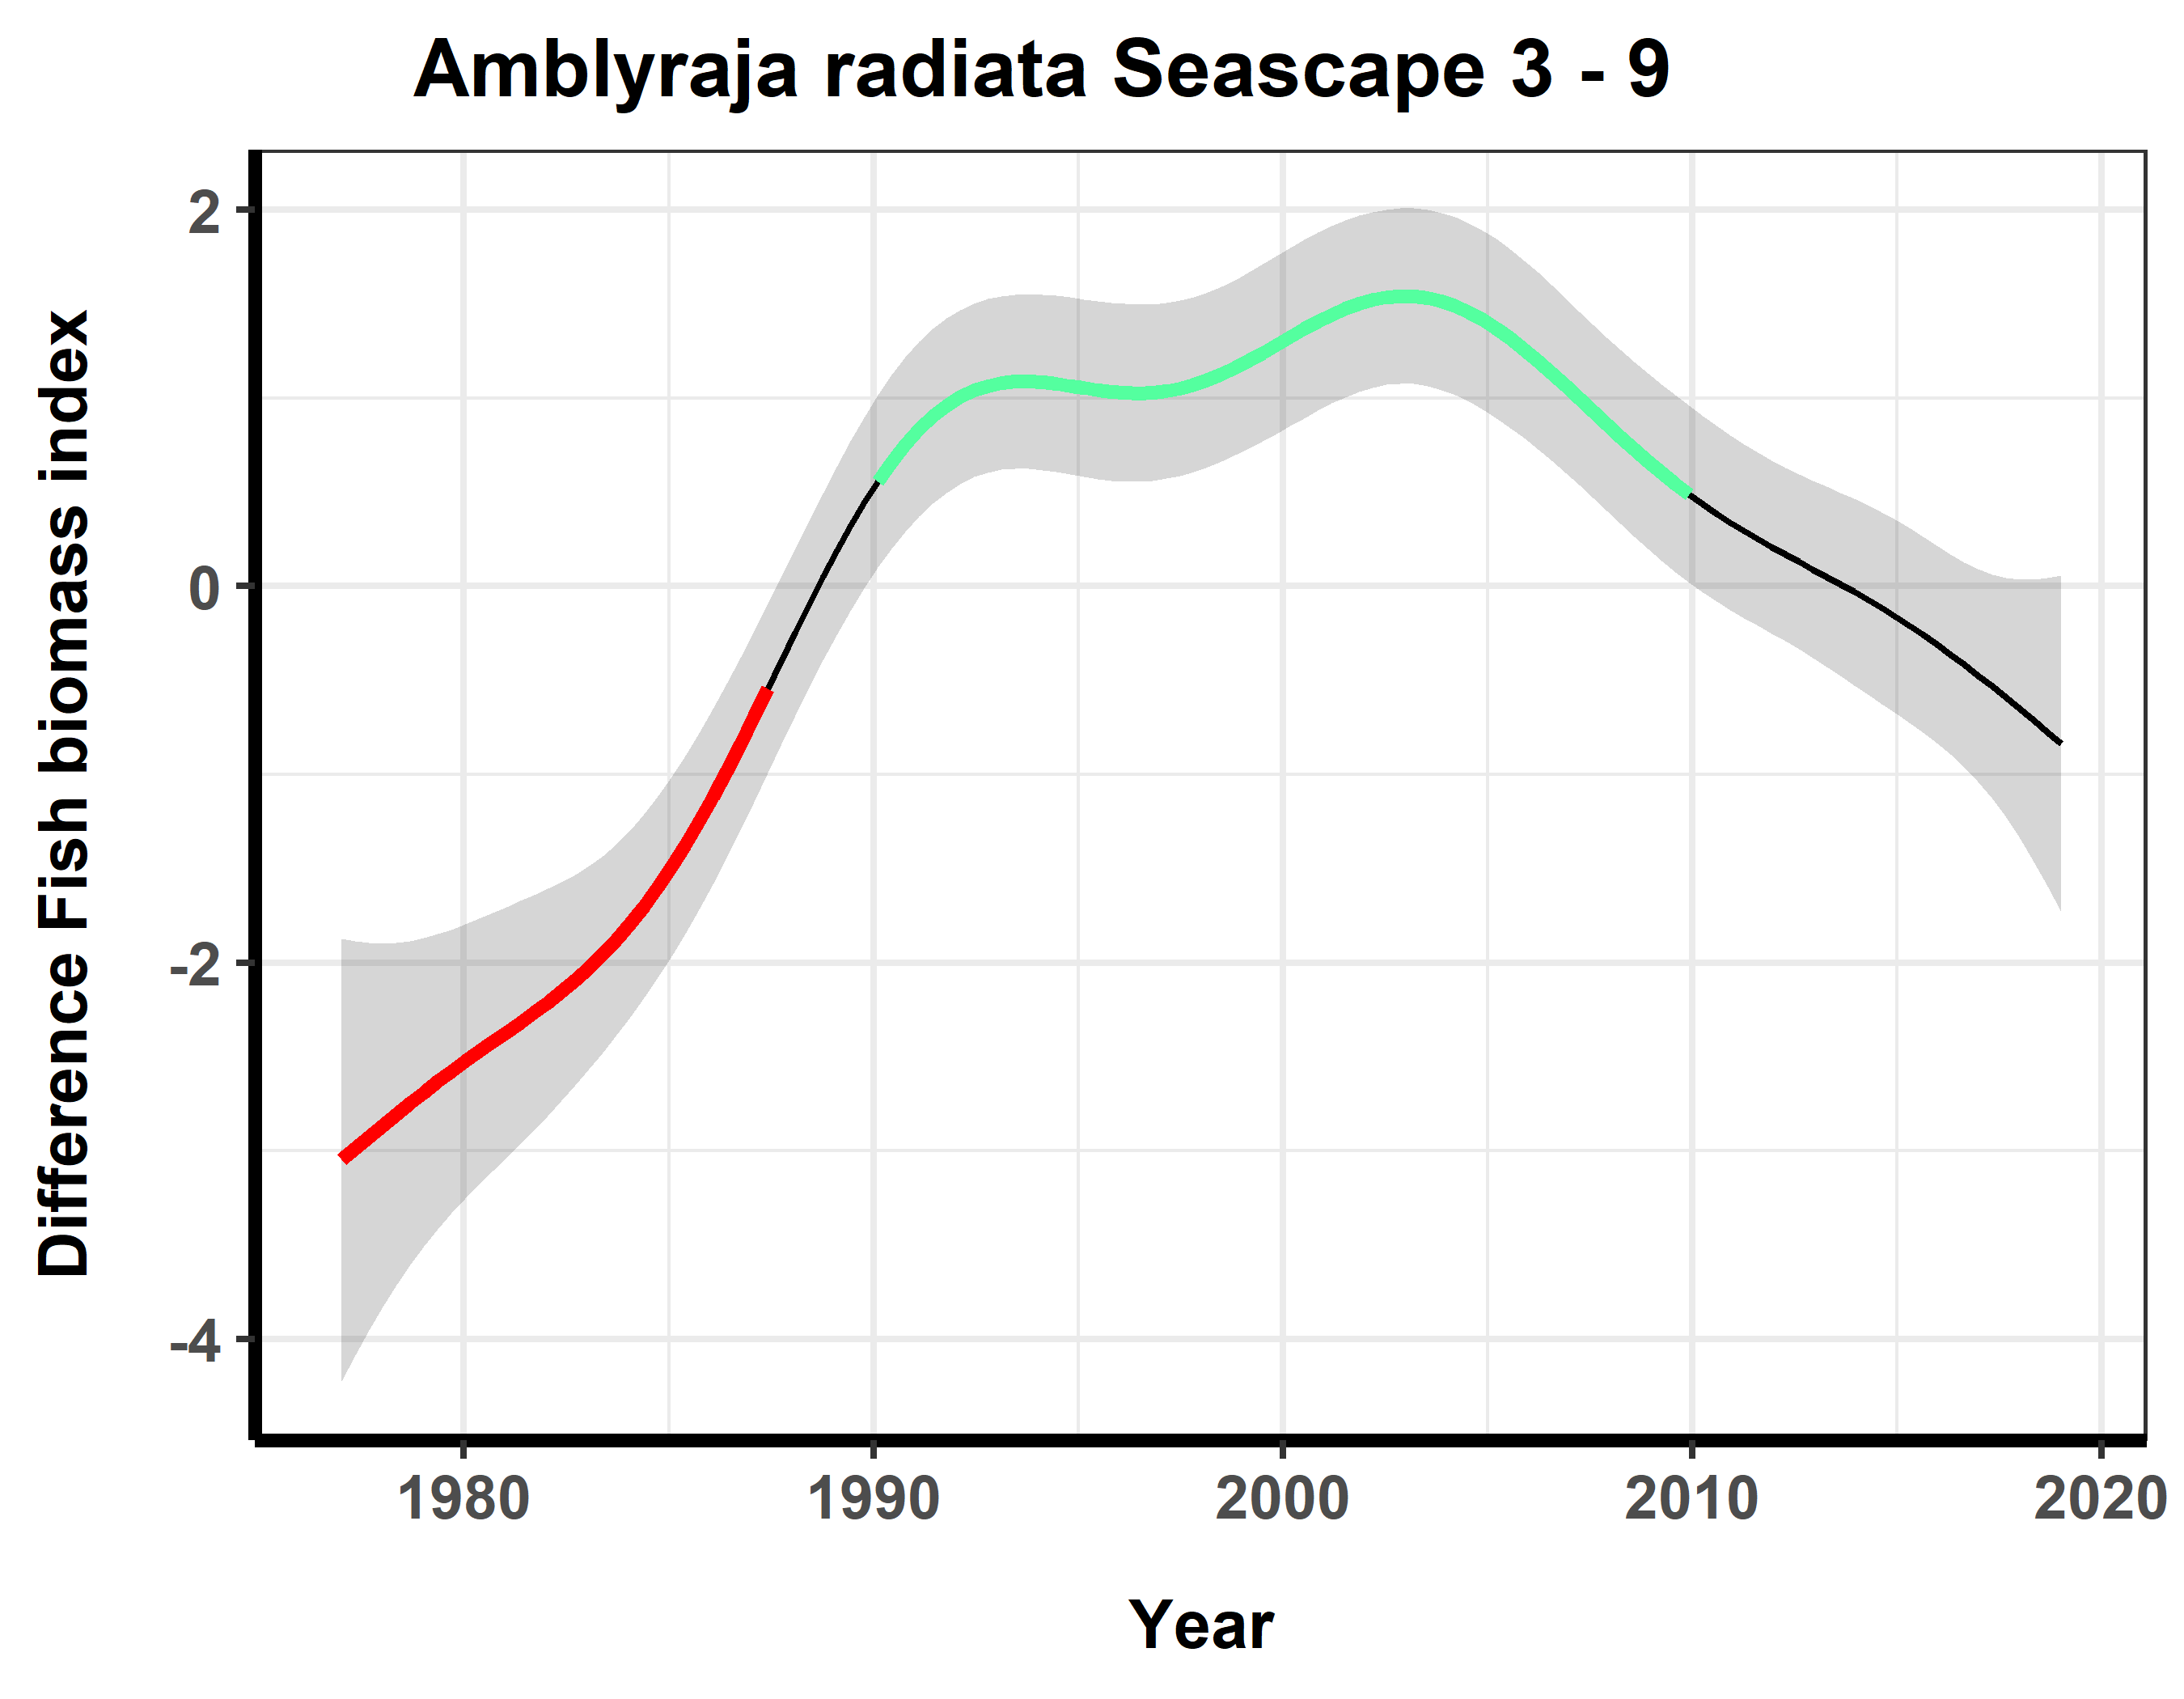 Amblyraja radiata Seascape 3 - 9
Difference Fish biomass index
2
0
-2
-4
1980 1990 2000 2010 2020
Year